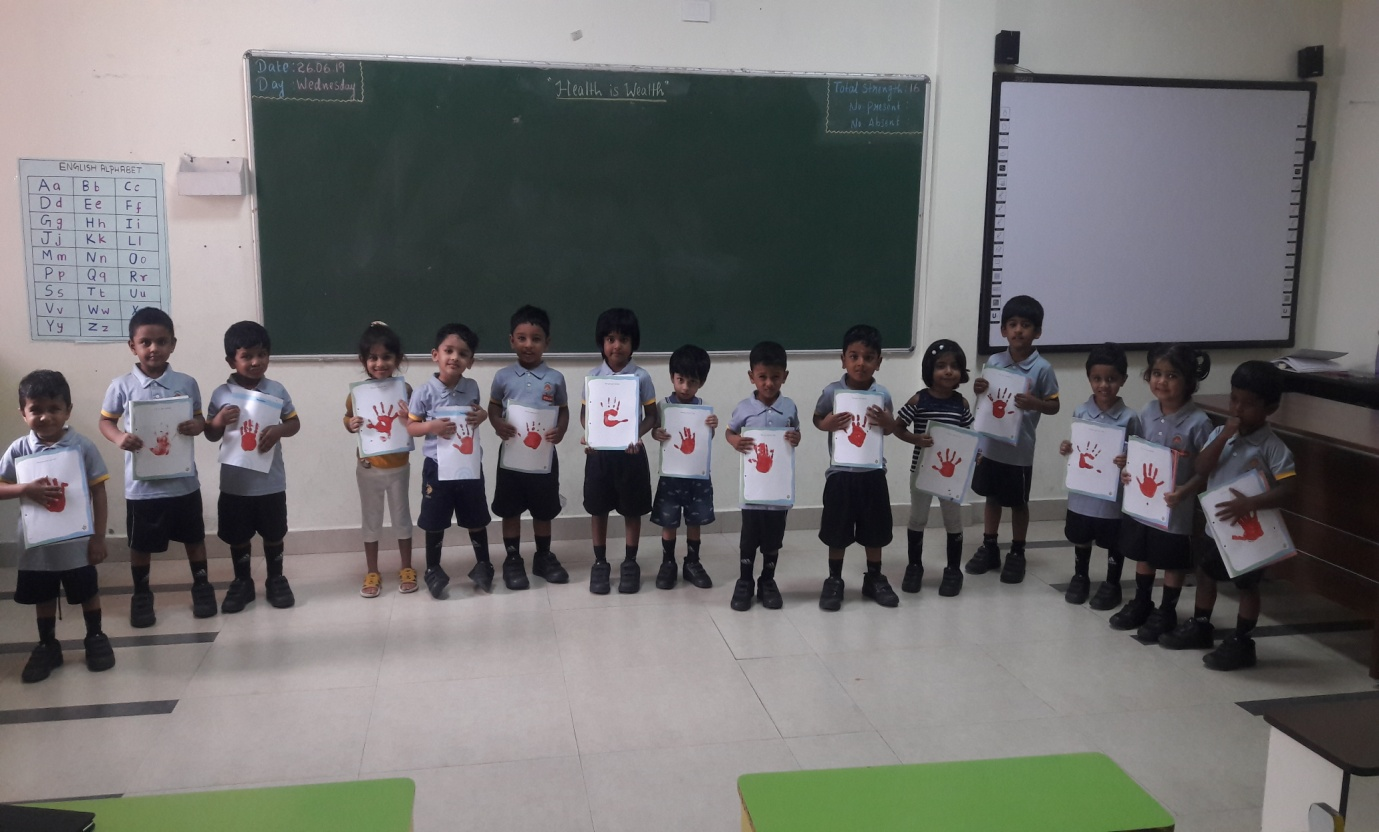 Date: 26.06.19
Day: Wednesday
"Health is Wealth"
Total Strength: 16
No Present:
No Absent
ENGLISH ALPHABET
Aa Bb Cc
Dd Ee Ff
Gg Hh Ii
Jj Kk Ll
Mm Nn Oo
Pp Qq Rr
Ss Tt Uu
Vv Ww X
Yy Zz